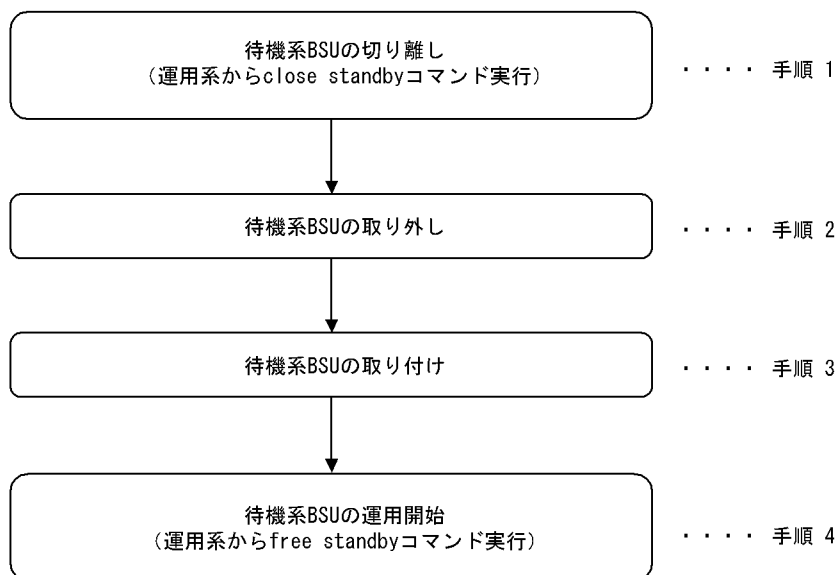 待機系BSUの切り離し
(運用系からclose standbyコマンド実行)
・・・・ 手順 1
待機系BSUの取り外し
・・・・ 手順 2
待機系BSUの取り付け
・・・・ 手順 3
待機系BSUの運用開始
(運用系からfree standbyコマンド実行)
・・・・ 手順 4